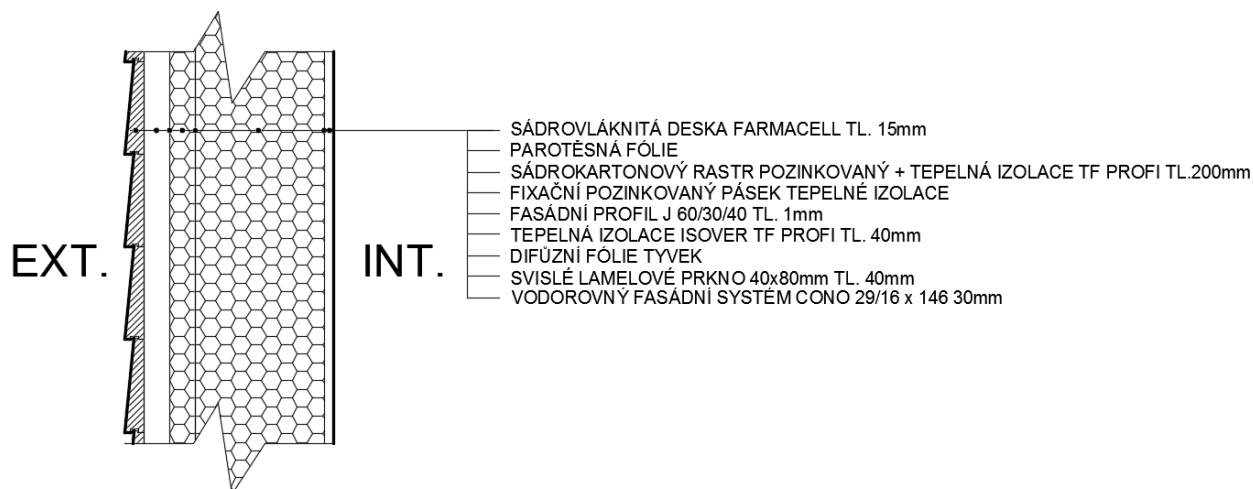 SÁDROVLÁKNITÁ DESKA FARMACELL TL. 15mm
PAROTĚSNÁ FÓLIE
SÁDROKARTONOVÝ RASTR POZINKOVANÝ + TEPELNÁ IZOLACE TF PROFI TL.200mm
FIXAČNÍ POZINKOVANÝ PÁSEK TEPELNÉ IZOLACE
FASÁDNÍ PROFIL J 60/30/40 TL. 1mm
TEPELNÁ IZOLACE ISOVER TF PROFI TL. 40mm
DIFŮZNÍ FÓLIE TYVEK
SVISLÉ LAMELOVÉ PRKNO 40x80mm TL. 40mm
VODOROVNÝ FASÁDNÍ SYSTÉM CONO 29/16 x 146 30mm
EXT.
INT.